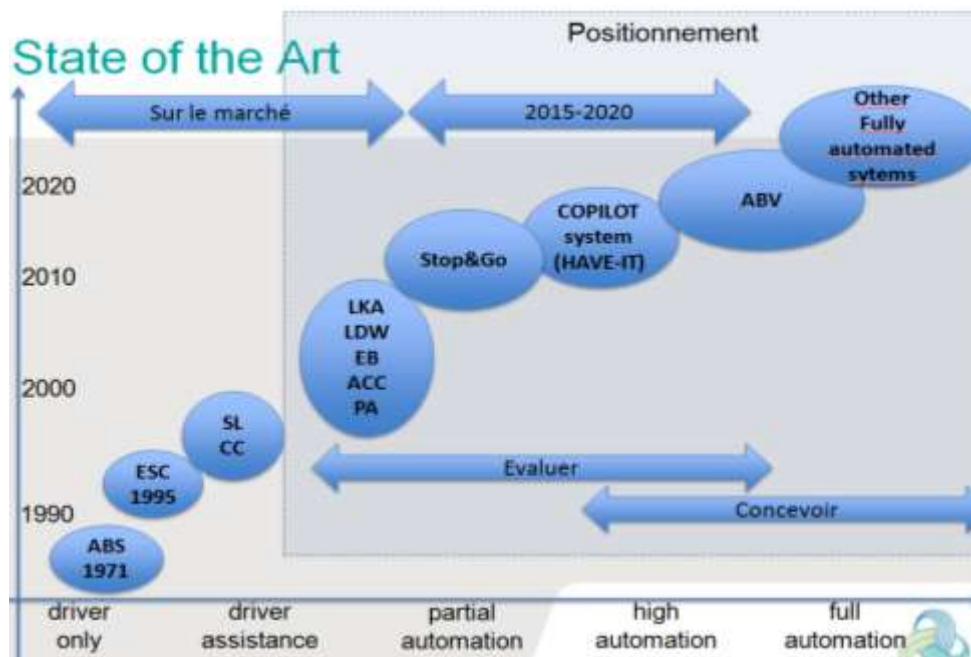 Positionnement
State of the Art
Sur le marché
2015-2020
Other
Fully
automated
sytems
2020
ABV
COPILOT
system
(HAVE-IT)
Stop&Go
2010
LKA
LDW
EB
ACC
PA
2000
SL
CC
Evaluer
ESC
1995
Concevoir
1990
ABS
1971
driver
only
driver
assistance
partial
automation
high
automation
full
automation